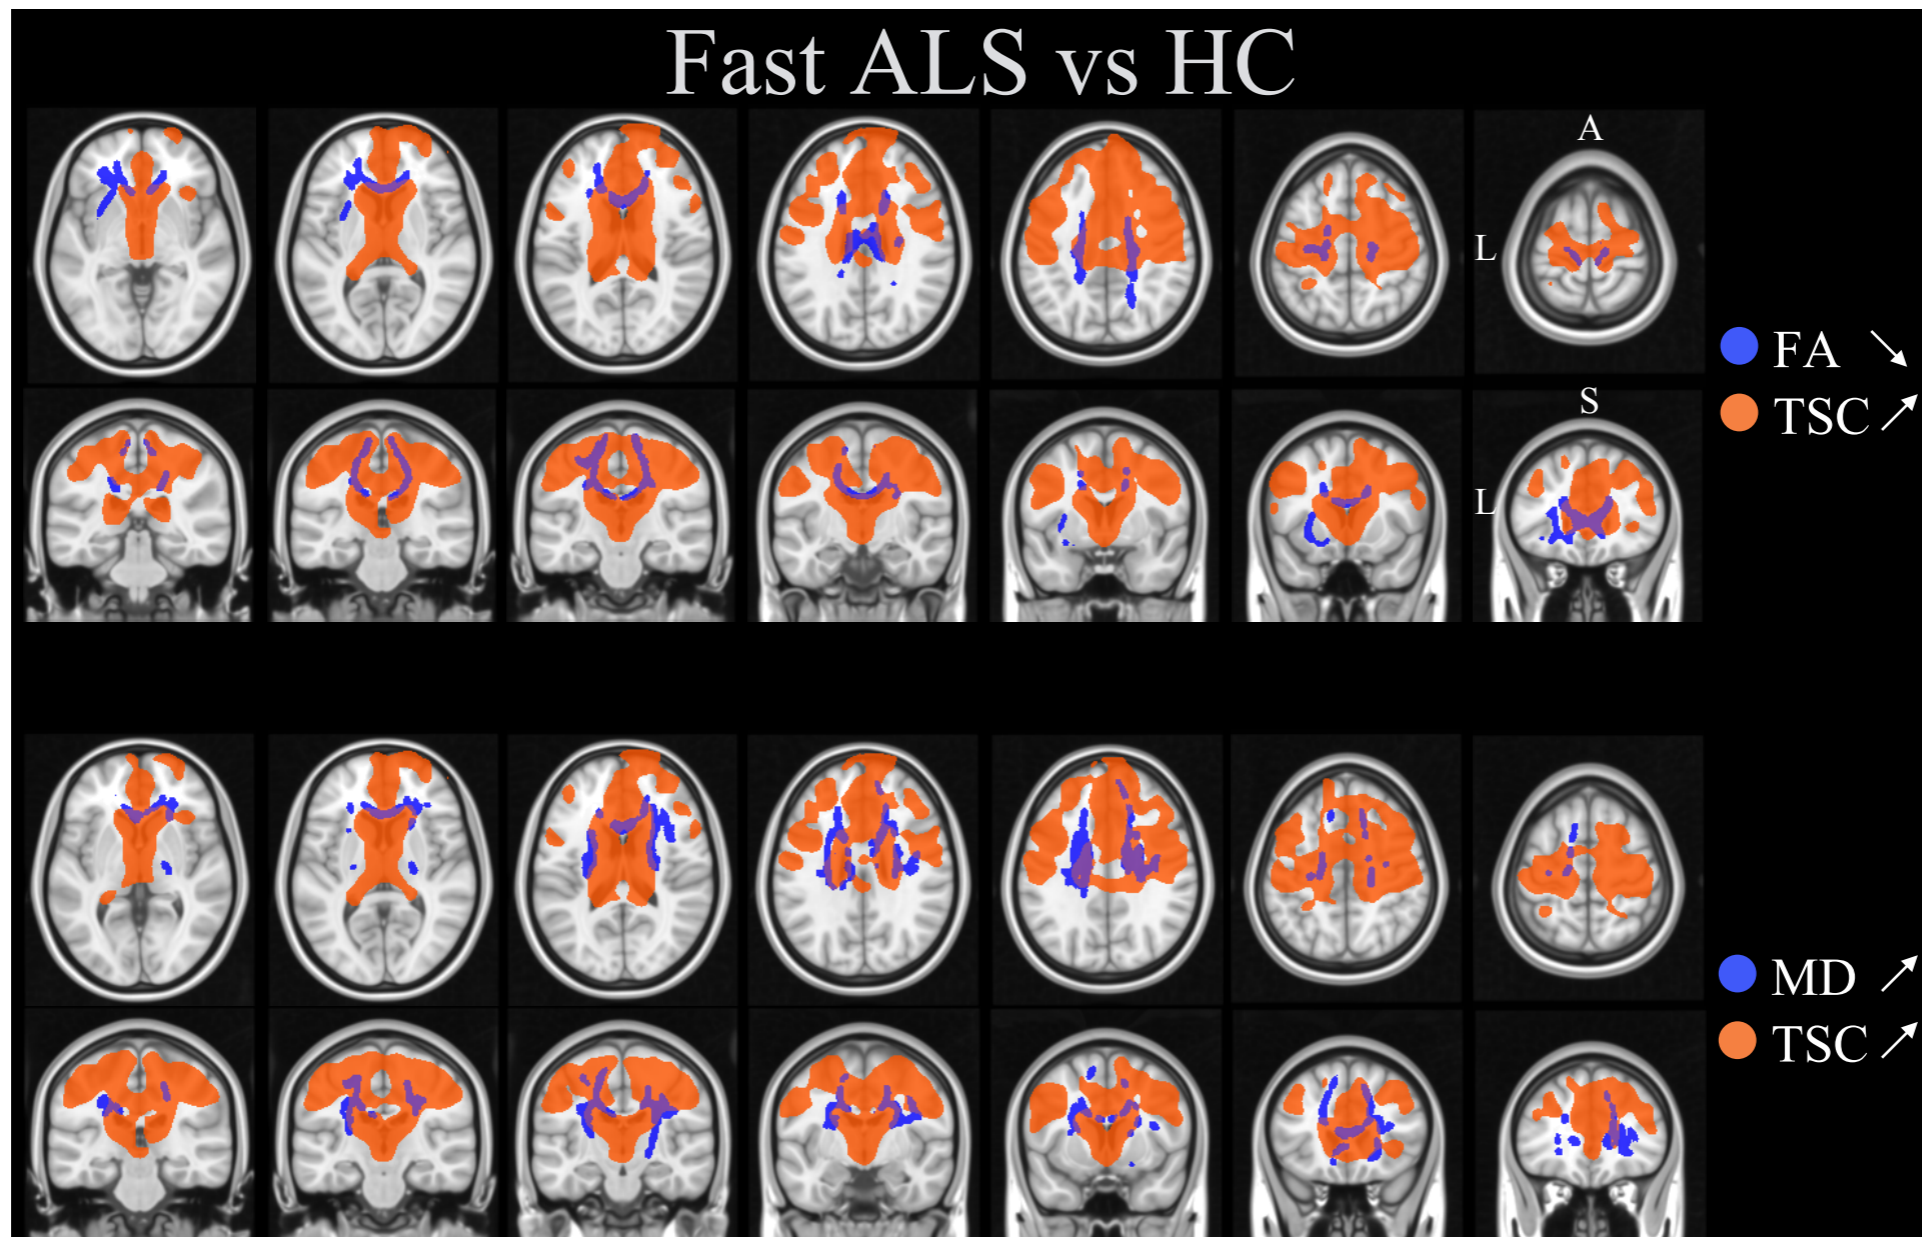 Fast ALS vs HC
A
L
FA ↘
TSC ↗
S
L
MD ↗
TSC ↗